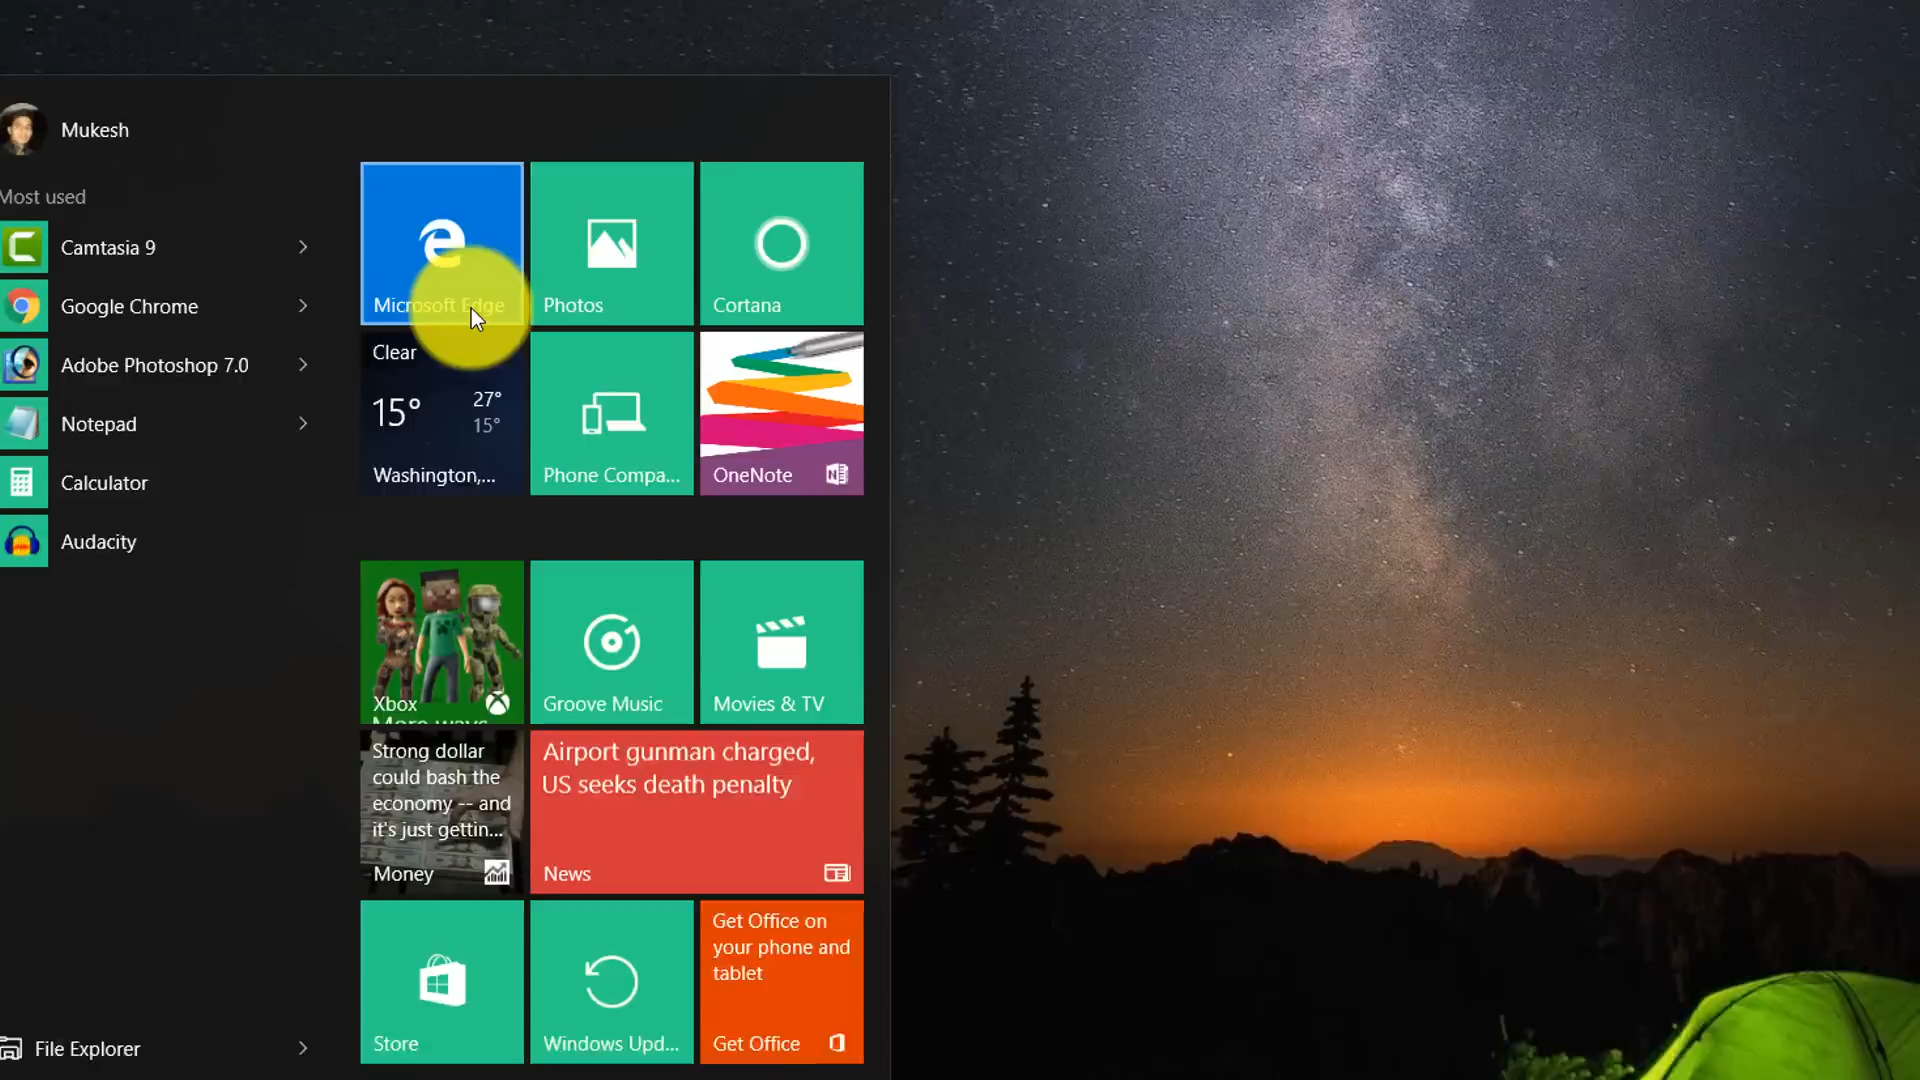 Mukesh
Most used
Camtasia 9
Google Chrome
Adobe Photoshop 7.0
Notepad
Calculator
Audacity
File Explorer
Microsoft Edge
Photos
Cortana
Clear
15°
27°
15°
Washington,...
Phone Compa...
OneNote
Xbox
More ways
Groove Music
Movies & TV
Strong dollar
could bash the
economy -- and
it's just gettin...
Money
Airport gunman charged,
US seeks death penalty
News
Store
Windows Upd...
Get Office on
your phone and
tablet
Get Office